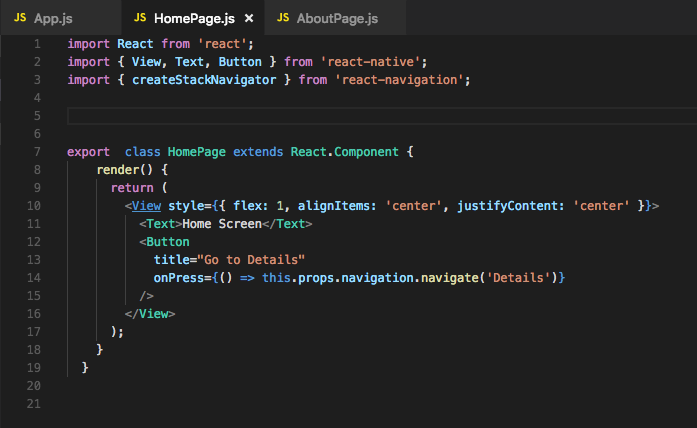 JS App.js JS HomePage.js × JS AboutPage.js
1 import React from 'react';
2 import { View, Text, Button } from 'react-native';
3 import { createStackNavigator } from 'react-navigation';
4
5
6
7 export  class HomePage extends React.Component {
8     render() {
9       return (
10         <View style={{ flex: 1, alignItems: 'center', justifyContent: 'center' }}>
11           <Text>Home Screen</Text>
12           <Button
13             title="Go to Details"
14             onPress={() => this.props.navigation.navigate('Details')}
15           />
16         </View>
17       );
18     }
19   }
20
21